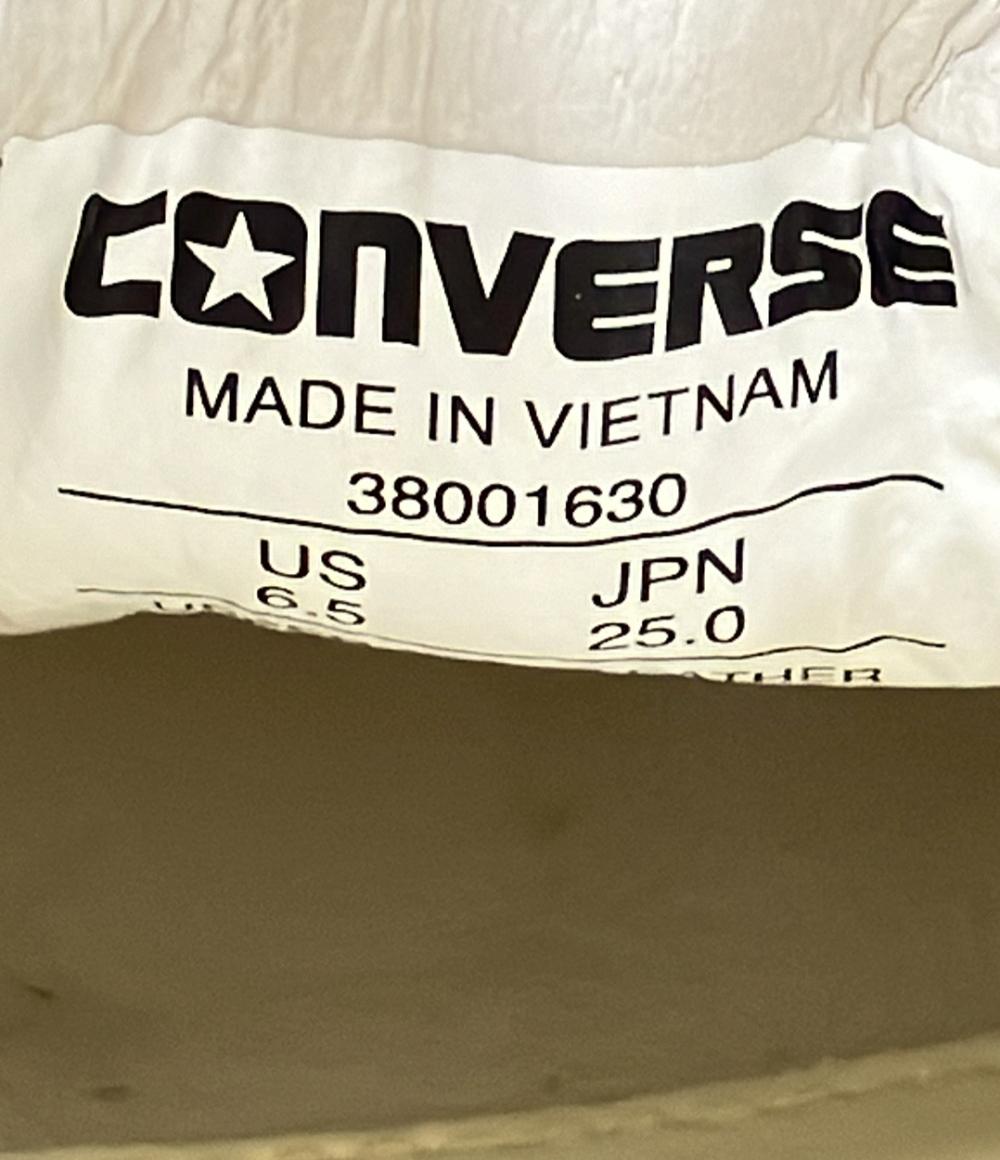 CONVERSE
MADE IN VIETNAM
38001630
US JPN
6.5 25.0